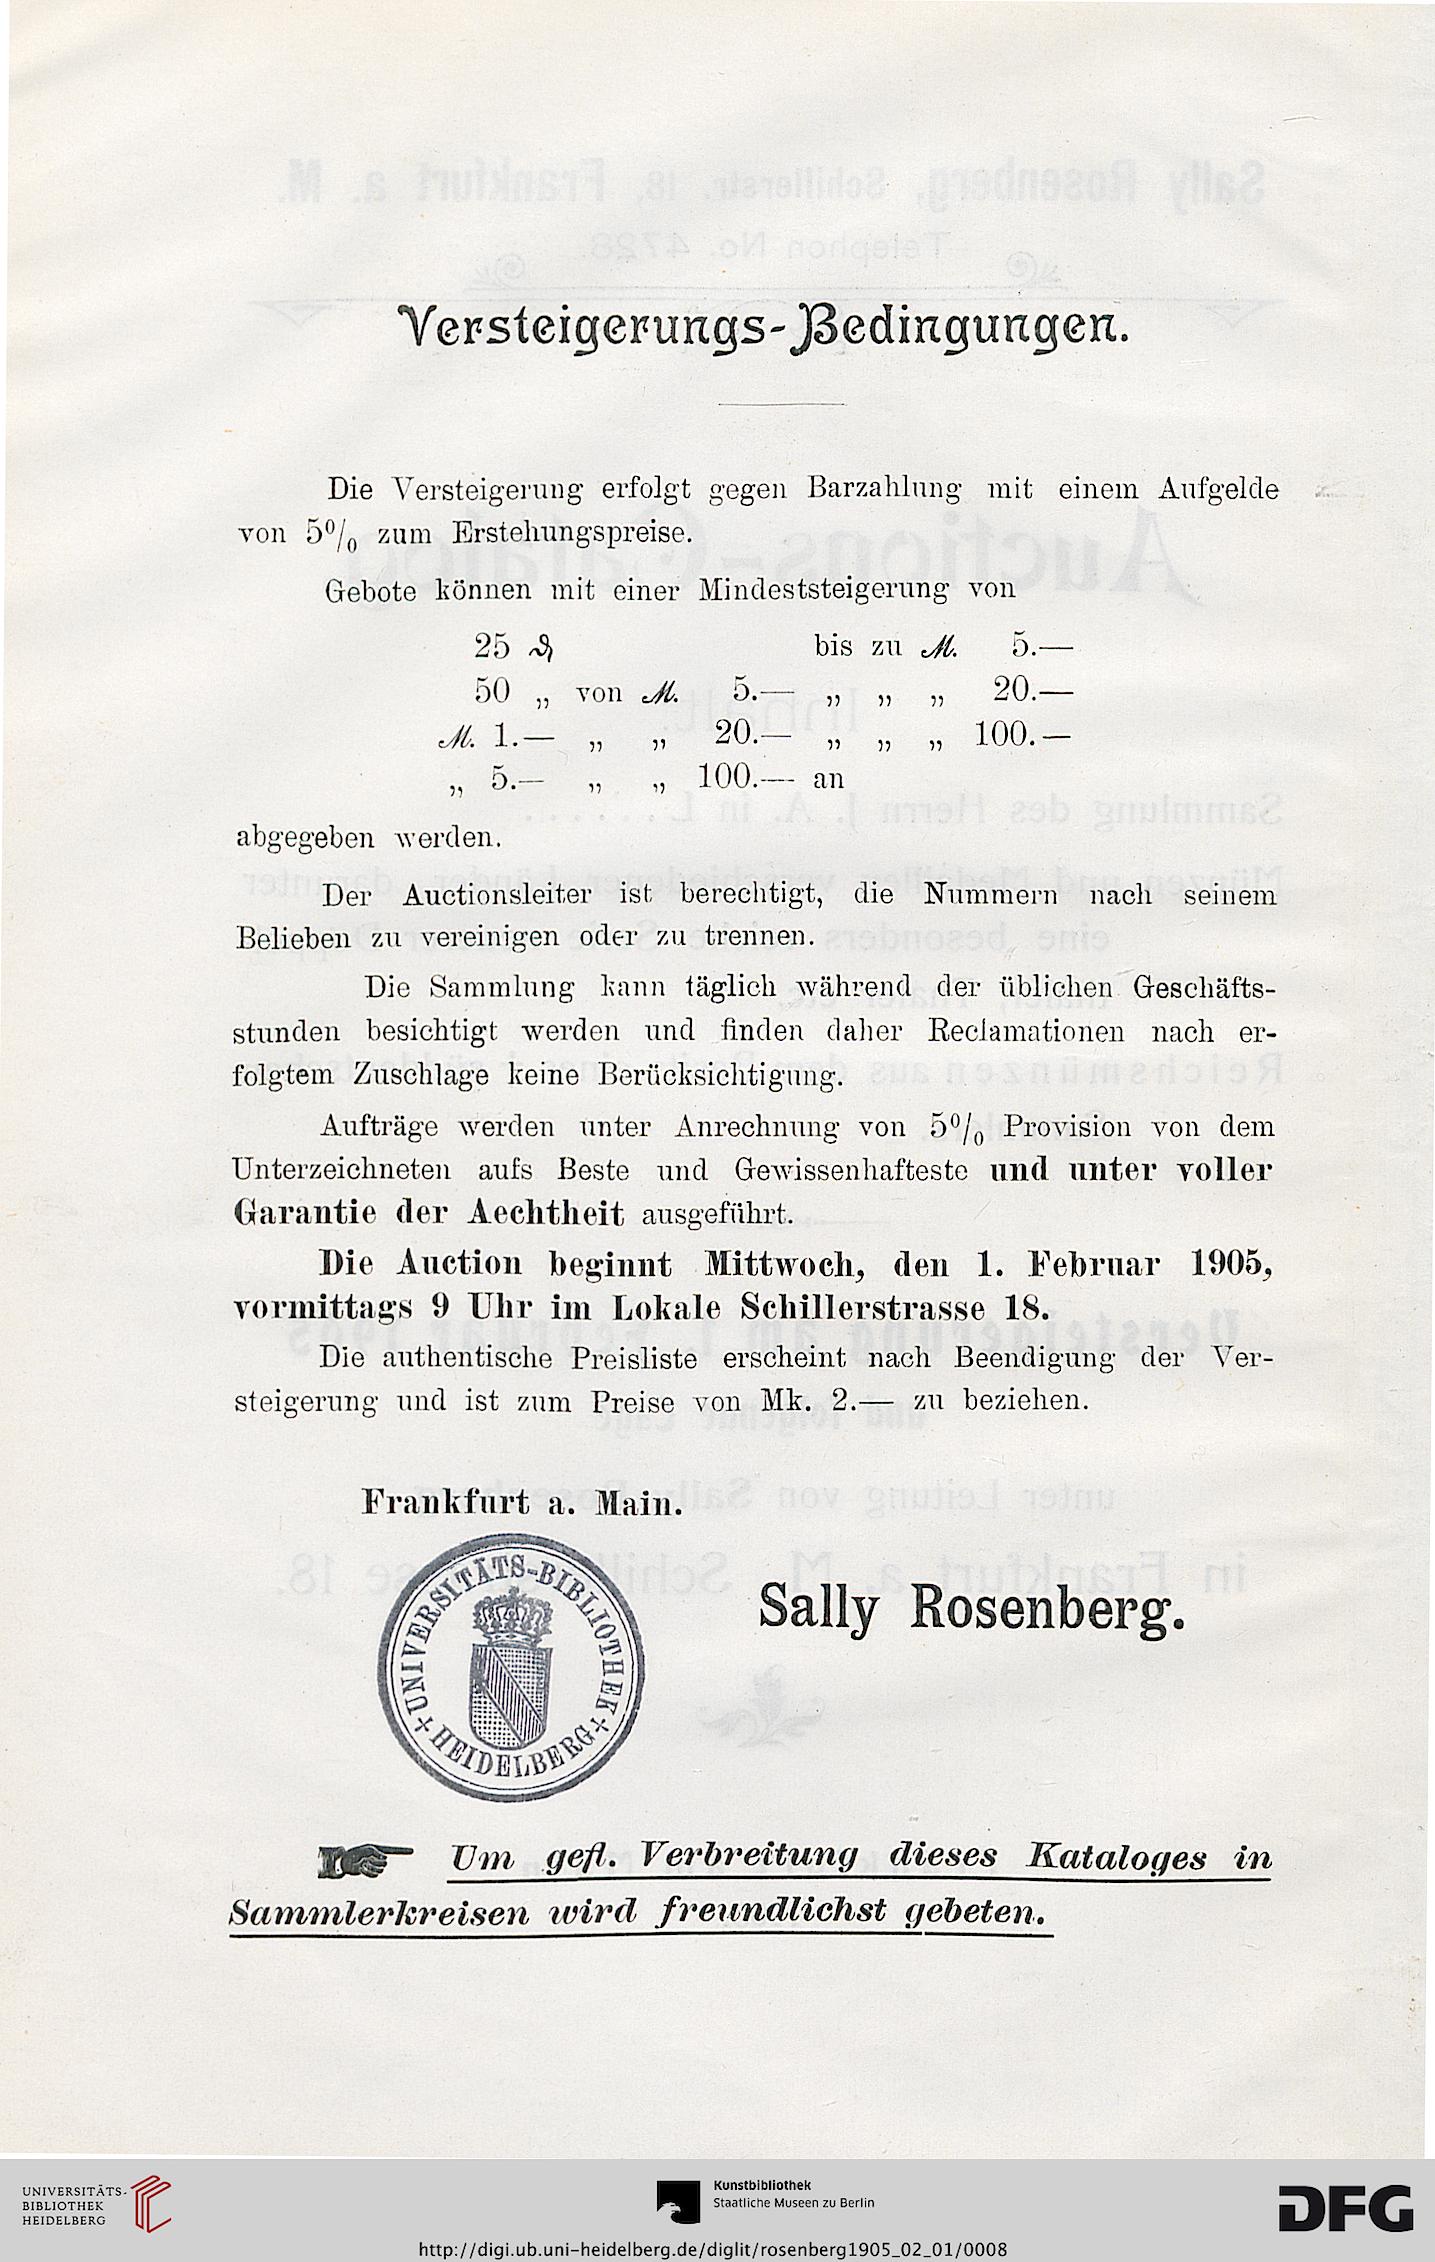 Versteigerungs-Bedingungen.
Die Versteigerung erfolgt gegen Barzahlung mit einem Aufgelde
von 5% zum Erstehungspreise.
Gebote können mit einer Mindeststeigerung von
25 ₰ bis zu ℳ. 5.—
50 „ von ℳ. 5.— „ „ „ 20.—
ℳ. 1.— „ „ 20.— „ „ „ 100.—
„ 5.— „ „ 100.— an
abgegeben werden.
Der Auctionsleiter ist berechtigt, die Nummern nach seinem
Belieben zu vereinigen oder zu trennen.
Die Sammlung kann täglich während der üblichen Geschäfts-
stunden besichtigt werden und finden daher Reclamationen nach er-
folgtem Zuschlage keine Berücksichtigung.
Aufträge werden unter Anrechnung von 5% Provision von dem
Unterzeichneten aufs Beste und Gewissenhafteste und unter voller
Garantie der Aechtheit ausgeführt.
Die Auction beginnt Mittwoch, den 1. Februar 1905,
vormittags 9 Uhr im Lokale Schillerstrasse 18.
Die authentische Preisliste erscheint nach Beendigung der Ver-
steigerung und ist zum Preise von Mk. 2.— zu beziehen.
Frankfurt a. Main.
UNIVERSITÄTS-BIBLIOTHEK
HEIDELBERG
Sally Rosenberg.
Um gefl. Verbreitung dieses Kataloges in
Sammlerkreisen wird freundlichst gebeten.
UNIVERSITÄTS-
BIBLIOTHEK
HEIDELBERG
Kunstbibliothek
Staatliche Museen zu Berlin
DFG
http://digi.ub.uni-heidelberg.de/diglit/rosenberg1905_02_01/0008